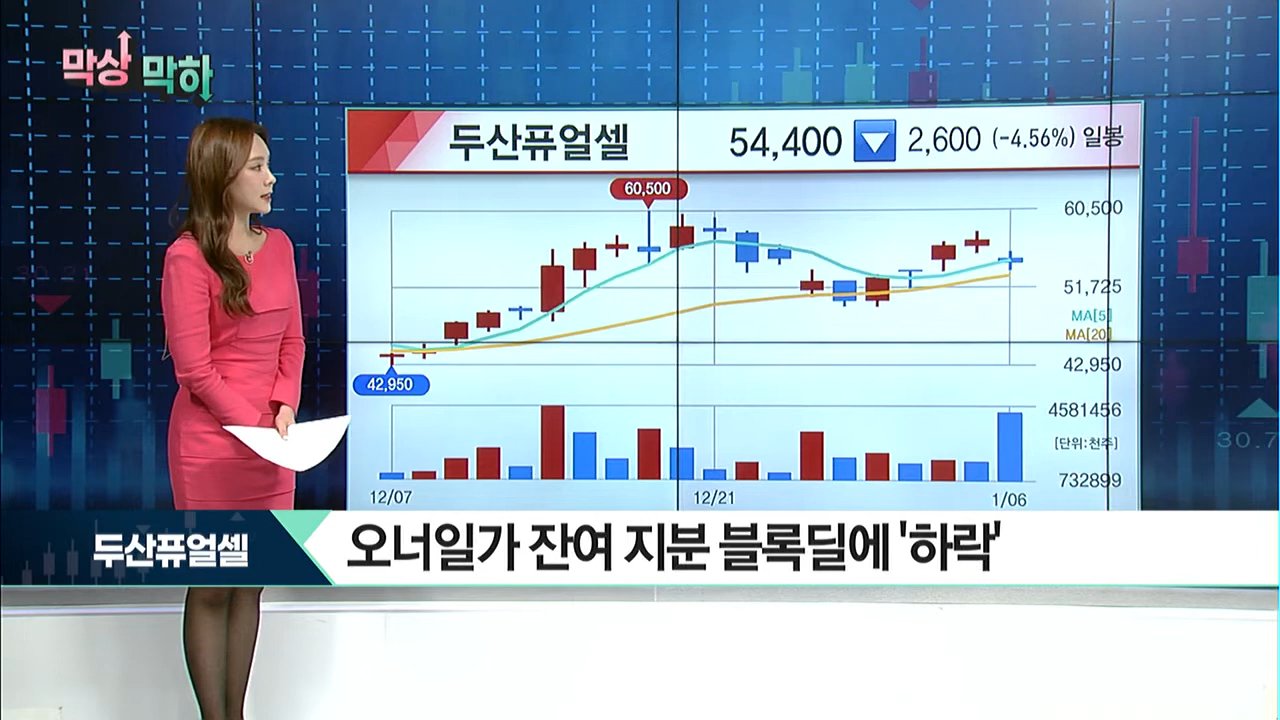 막상 막하
두산퓨얼셀 54,400 ▼ 2,600 (-4.56%) 일봉
60,500
60,500
51,725
MA[5]
MA[20]
42,950
42,950
4581456
[단위:천주]
732899
12/07 12/21 1/06
30.7
두산퓨얼셀 오너일가 잔여 지분 블록딜에 '하락'